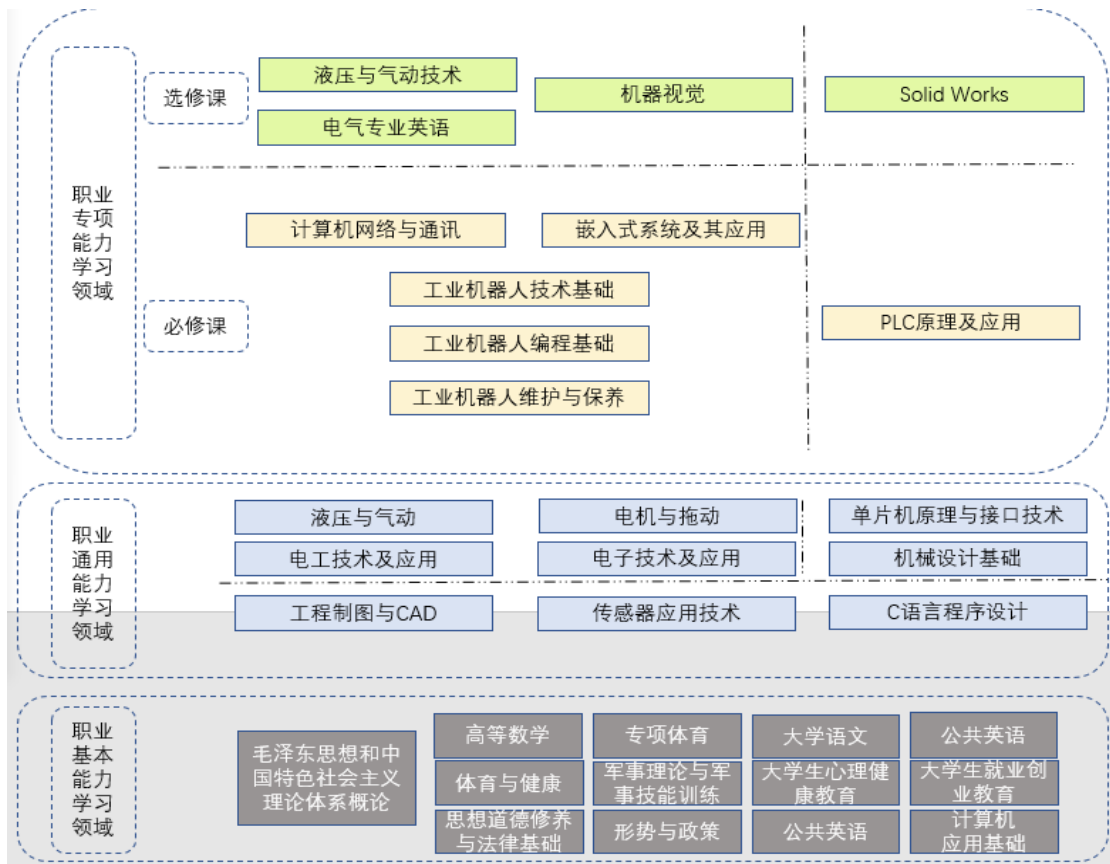 职业
专项
能力
学习
领域
选修课
液压与气动技术
电气专业英语
机器视觉
Solid Works
必修课
计算机网络与通讯
嵌入式系统及其应用
工业机器人技术基础
工业机器人编程基础
工业机器人维护与保养
PLC原理及应用
职业
通用
能力
学习
领域
液压与气动
电机与拖动
单片机原理与接口技术
电工技术及应用
电子技术及应用
机械设计基础
工程制图与CAD
传感器应用技术
C语言程序设计
职业
基本
能力
学习
领域
毛泽东思想和中
国特色社会主义
理论体系概论
高等数学
专项体育
大学语文
公共英语
体育与健康
军事理论与军
事技能训练
大学生心理健
康教育
大学生就业创
业教育
思想道德修养
与法律基础
形势与政策
公共英语
计算机
应用基础